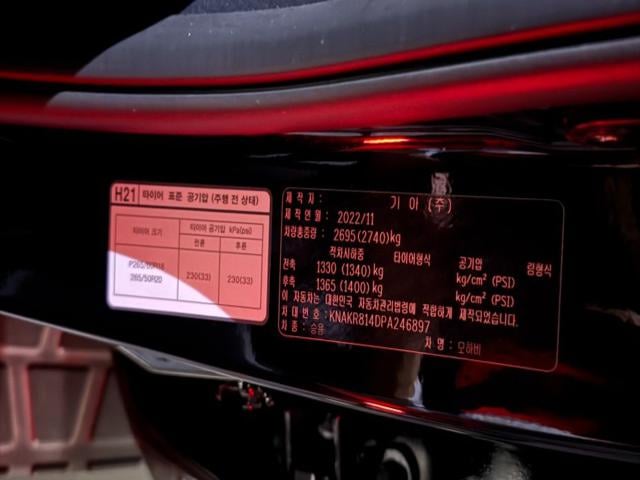 H21 타이어 표준 공기압 (주행 전 상태)
타이어 크기
타이어 공기압 kPa(psi)
전륜 후륜
P265/60R18
265/50R20
230(33) 230(33)
제작자 : 기아 (주)
제작연월 : 2022/11
차량총중량 : 2695(2740)kg
적차시하중 타이어형식 공기압 림형식
전축 1330 (1340)kg kg/cm² (PSI)
후축 1365 (1400)kg kg/cm² (PSI)
이 자동차는 대한민국 자동차관리법령에 적합하게 제작되었습니다.
차대번호 : KNAKR814DPA246897
차종 : 승용 차명 : 모하비